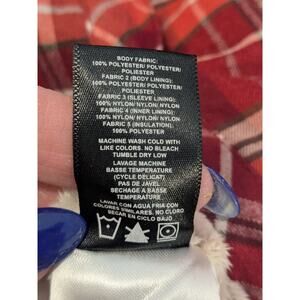 BODY FABRIC:
100% POLYESTER/ POLYESTER/
POLIESTER
FABRIC 2 (BODY LINING):
100% POLYESTER/ POLYESTER/
POLIESTER
FABRIC 3 (SLEEVE LINING):
100% NYLON/ NYLON/ NYLON
FABRIC 4 (INNER LINING):
100% NYLON/ NYLON/ NYLON
FABRIC 5 (INSULATION):
100% POLYESTER
MACHINE WASH COLD WITH
LIKE COLORS. NO BLEACH
TUMBLE DRY LOW
LAVAGE MACHINE
BASSE TEMPERATURE
(CYCLE DELICAT)
PAS DE JAVEL
SECHAGE A BASSE
TEMPERATURE
LAVAR CON AGUA FRIA CON
COLORES SIMILARES. NO CLORO
SECAR EN CICLO BAJO